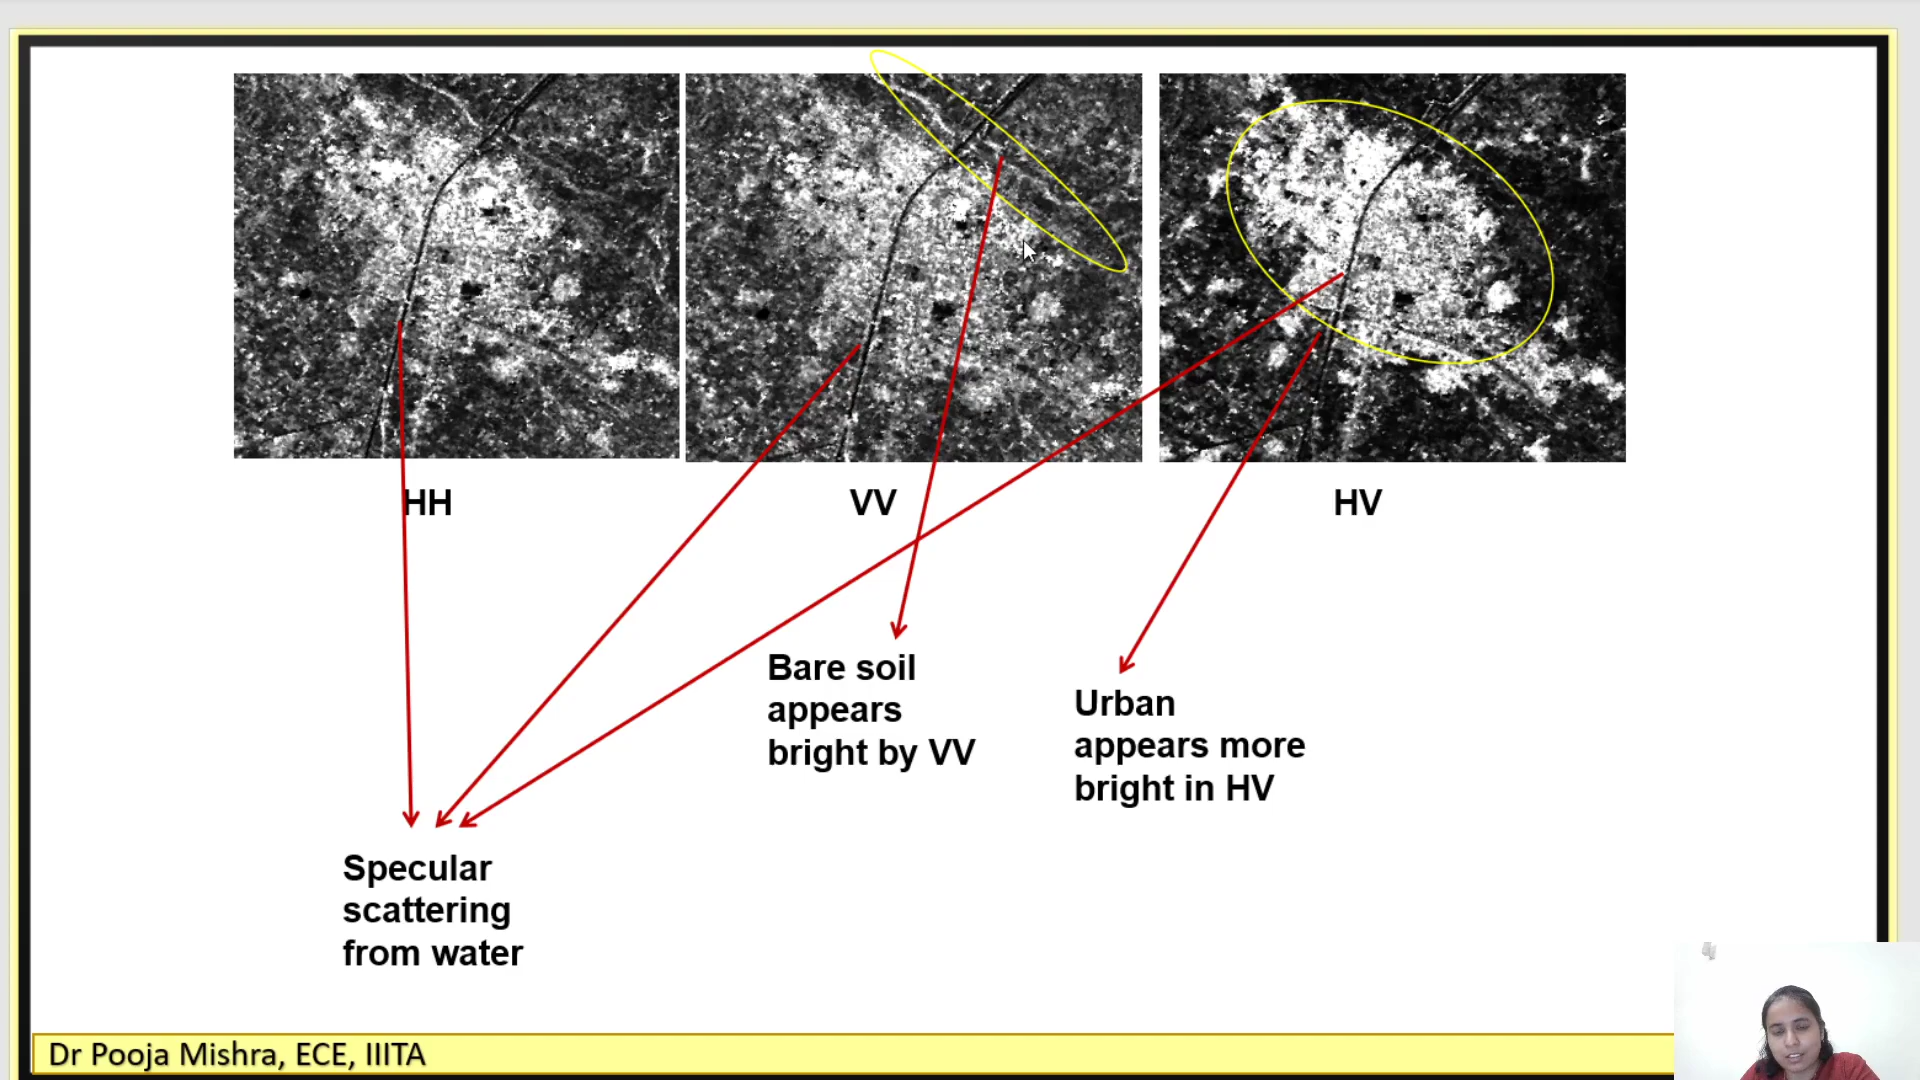 HH
VV
HV
Bare soil
appears
bright by VV
Urban
appears more
bright in HV
Specular
scattering
from water
Dr Pooja Mishra, ECE, IIITA